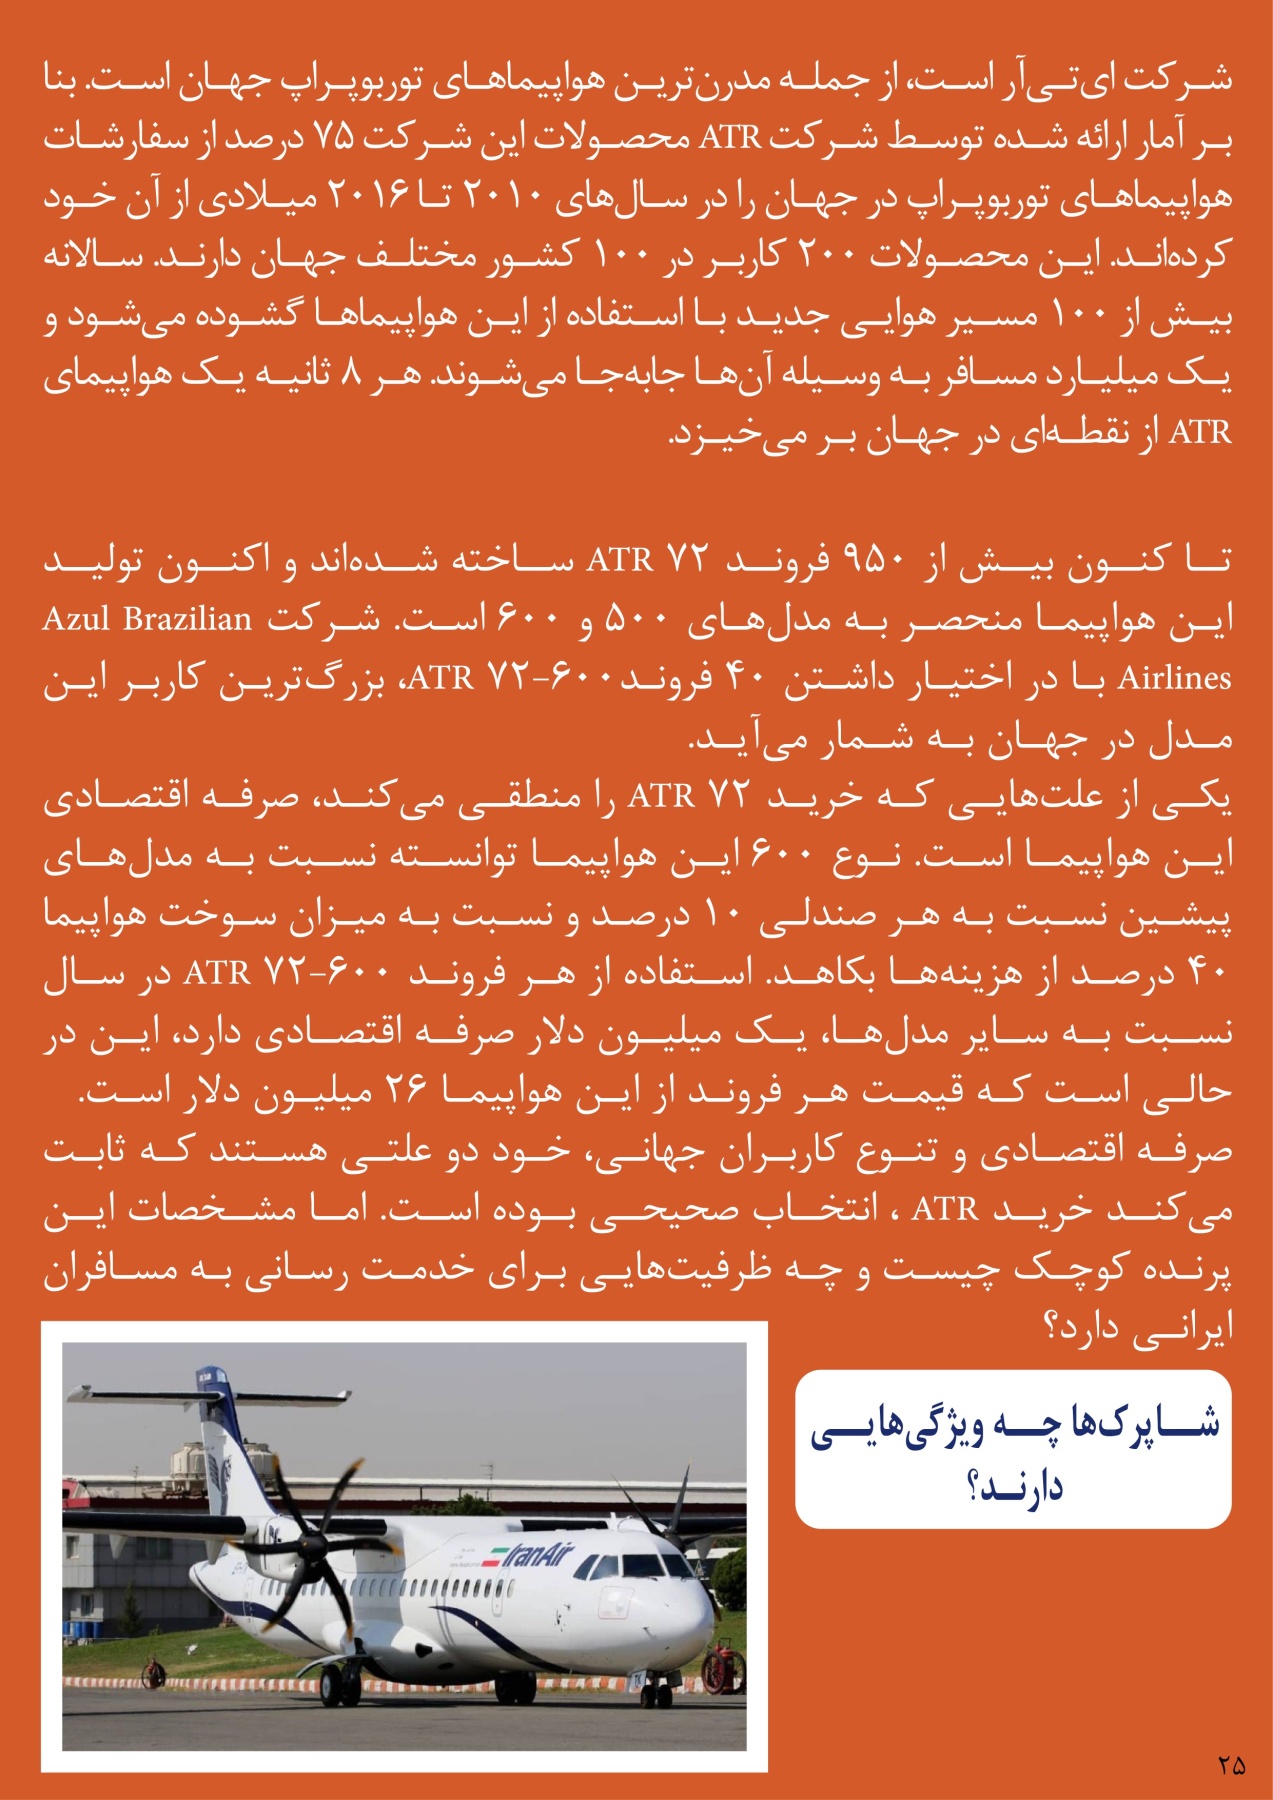 شرکت ای‌تی‌آر است، از جمله مدرن‌ترین هواپیماهای توربوپراپ جهان است. بنا
بر آمار ارائه شده توسط شرکت ATR محصولات این شرکت ۷۵ درصد از سفارشات
هواپیماهای توربوپراپ در جهان را در سال‌های ۲۰۱۰ تا ۲۰۱۶ میلادی از آن خود
کرده‌اند. این محصولات ۲۰۰ کاربر در ۱۰۰ کشور مختلف جهان دارند. سالانه
بیش از ۱۰۰ مسیر هوایی جدید با استفاده از این هواپیماها گشوده می‌شود و
یک میلیارد مسافر به وسیله آن‌ها جابه‌جا می‌شوند. هر ۸ ثانیه یک هواپیمای
ATR از نقطه‌ای در جهان بر می‌خیزد.
تا کنون بیش از ۹۵۰ فروند ATR ۷۲ ساخته شده‌اند و اکنون تولید
این هواپیما منحصر به مدل‌های ۵۰۰ و ۶۰۰ است. شرکت Azul Brazilian
Airlines با در اختیار داشتن ۴۰ فروند ATR ۷۲-۶۰۰، بزرگ‌ترین کاربر این
مدل در جهان به شمار می‌آید.
یکی از علت‌هایی که خرید ATR ۷۲ را منطقی می‌کند، صرفه اقتصادی
این هواپیما است. نوع ۶۰۰ این هواپیما توانسته نسبت به مدل‌های
پیشین نسبت به هر صندلی ۱۰ درصد و نسبت به میزان سوخت هواپیما
۴۰ درصد از هزینه‌ها بکاهد. استفاده از هر فروند ATR ۷۲-۶۰۰ در سال
نسبت به سایر مدل‌ها، یک میلیون دلار صرفه اقتصادی دارد، این در
حالی است که قیمت هر فروند از این هواپیما ۲۶ میلیون دلار است.
صرفه اقتصادی و تنوع کاربران جهانی، خود دو علتی هستند که ثابت
می‌کند خرید ATR ، انتخاب صحیحی بوده است. اما مشخصات این
پرنده کوچک چیست و چه ظرفیت‌هایی برای خدمت رسانی به مسافران
ایرانی دارد؟
شاپرک‌ها چه ویژگی‌هایی
دارند؟
IranAir
۲۵